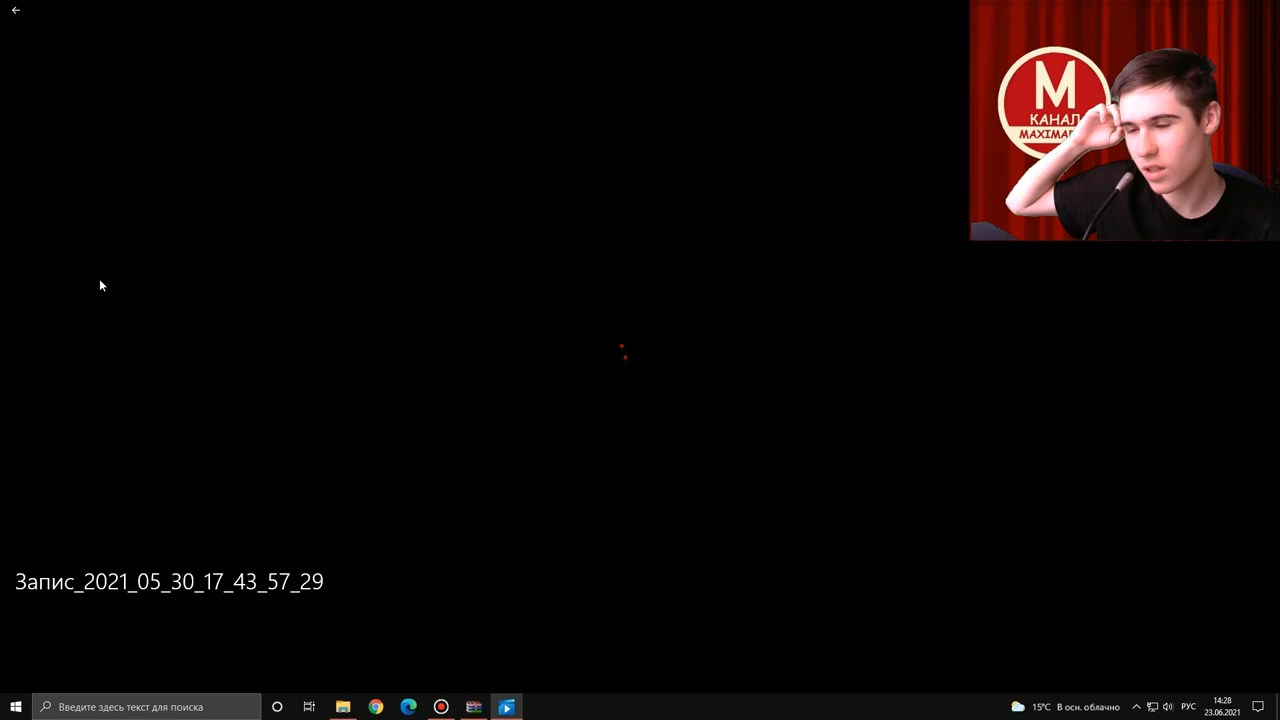 М
КАНАЛ
Запис_2021_05_30_17_43_57_29
Введите здесь текст для поиска
15°C В осн. облачно
РУС
14:28
23.06.2021